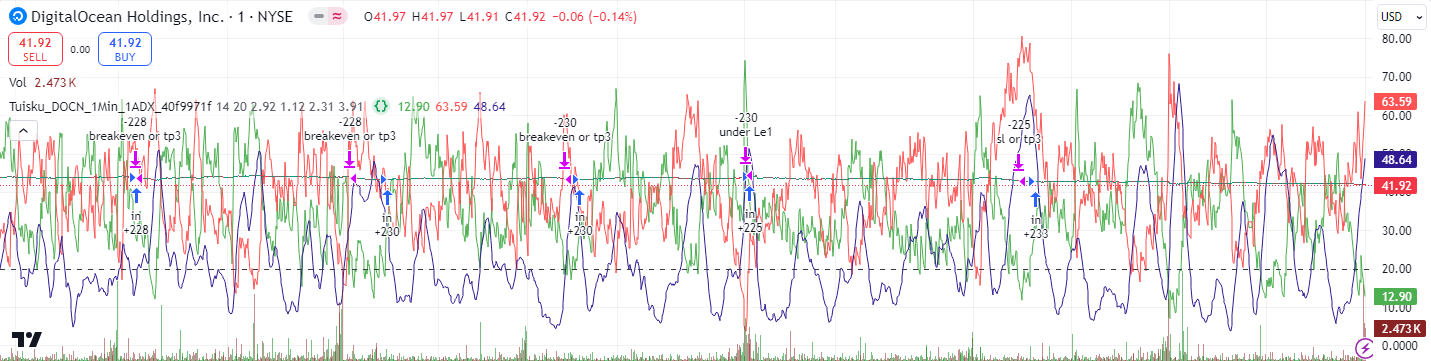 DigitalOcean Holdings, Inc. · 1 · NYSE O41.97 H41.97 L41.91 C41.92 −0.06 (−0.14%)
USD
41.92 SELL
0.00
41.92 BUY
Vol 2.473K
Tuisku_DOCN_1Min_1ADX_40f9971f 14 20 2.92 1.12 2.31 3.91 {} 12.90 63.59 48.64
80.00
70.00
63.59
60.00
48.64
41.92
30.00
20.00
12.90
10.00
2.473K
0.0000
-228
breakeven or tp3
in
+228
-228
breakeven or tp3
in
+230
-230
breakeven or tp3
in
+230
-230
under Le1
in
+225
-225
sl or tp3
in
+233